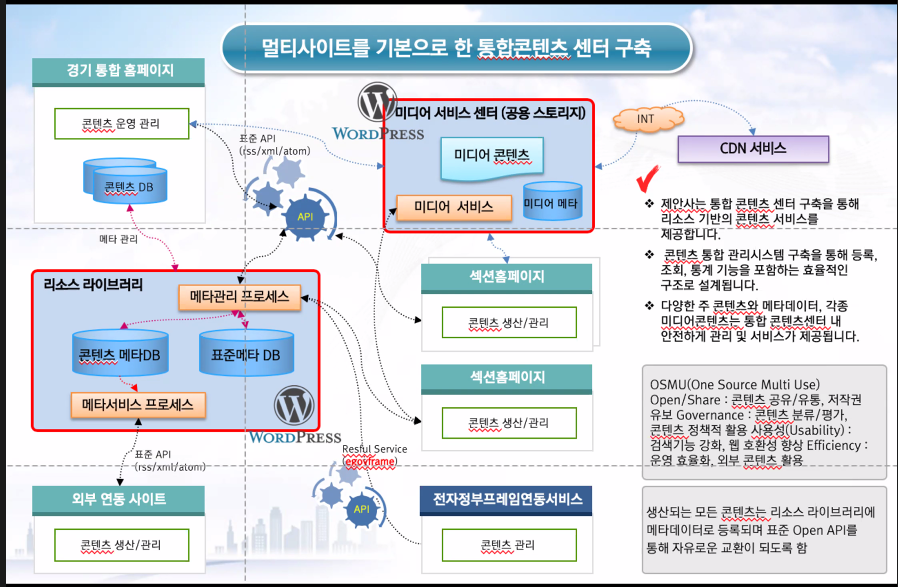 멀티사이트를 기본으로 한 통합콘텐츠 센터 구축
경기 통합 홈페이지
콘텐츠 운영 관리
콘텐츠 DB
메타 관리
표준 API
(rss/xml/atom)
API
WORDPRESS
미디어 서비스 센터 (공용 스토리지)
미디어 콘텐츠
미디어 서비스
미디어 메타
INT
CDN 서비스
❖ 제안사는 통합 콘텐츠 센터 구축을 통해
리소스 기반의 콘텐츠 서비스를
제공합니다.
❖ 콘텐츠 통합 관리시스템 구축을 통해 등록,
조회, 통계 기능을 포함하는 효율적인
구조로 설계됩니다.
❖ 다양한 주 콘텐츠와 메타데이터, 각종
미디어콘텐츠는 통합 콘텐츠센터 내
안전하게 관리 및 서비스가 제공됩니다.
리소스 라이브러리
메타관리 프로세스
콘텐츠 메타DB
표준메타 DB
메타서비스 프로세스
WORDPRESS
섹션홈페이지
콘텐츠 생산/관리
섹션홈페이지
콘텐츠 생산/관리
표준 API
(rss/xml/atom)
외부 연동 사이트
콘텐츠 생산/관리
Restful Service
(egovframe)
API
전자정부프레임연동서비스
콘텐츠 관리
OSMU(One Source Multi Use)
Open/Share : 콘텐츠 공유/유통, 저작권
유보 Governance : 콘텐츠 분류/평가,
콘텐츠 정책적 활용 사용성(Usability) :
검색기능 강화, 웹 호환성 향상 Efficiency :
운영 효율화, 외부 콘텐츠 활용
생산되는 모든 콘텐츠는 리소스 라이브러리에
메타데이터로 등록되며 표준 Open API를
통해 자유로운 교환이 되도록 함